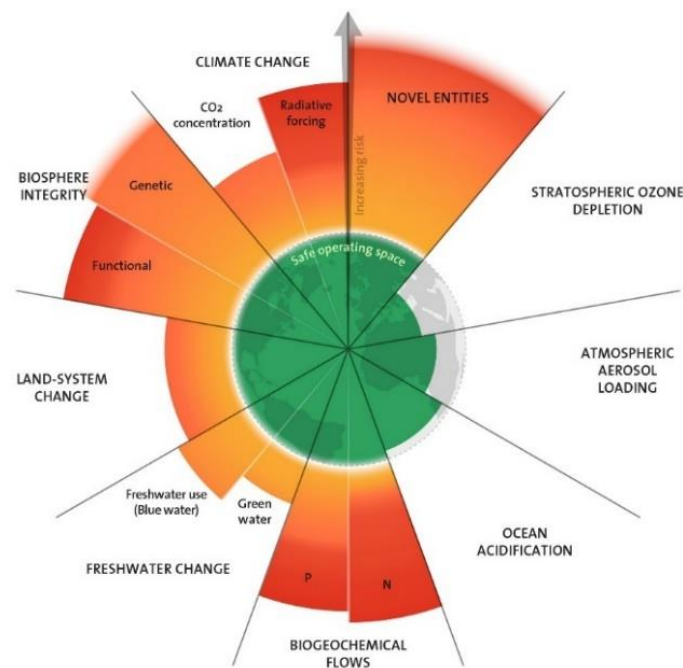 CLIMATE CHANGE
CO2
concentration
Radiative
forcing
NOVEL ENTITIES
Increasing risk
BIOSPHERE
INTEGRITY
Genetic
Functional
STRATOSPHERIC OZONE
DEPLETION
Safe operating space
LAND-SYSTEM
CHANGE
ATMOSPHERIC
AEROSOL
LOADING
Freshwater use
(Blue water)
Green
water
FRESHWATER CHANGE
OCEAN
ACIDIFICATION
P
N
BIOGEOCHEMICAL
FLOWS